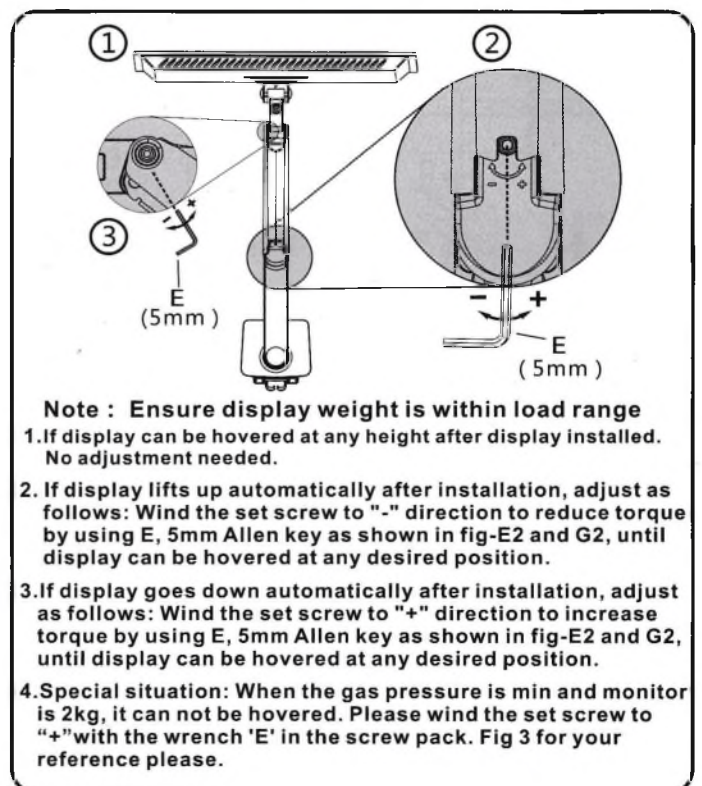 ①
②
- +
③
- +
E
(5mm)
- +
E
(5mm)
Note : Ensure display weight is within load range
1.If display can be hovered at any height after display installed.
No adjustment needed.
2. If display lifts up automatically after installation, adjust as
follows: Wind the set screw to "-" direction to reduce torque
by using E, 5mm Allen key as shown in fig-E2 and G2, until
display can be hovered at any desired position.
3.If display goes down automatically after installation, adjust
as follows: Wind the set screw to "+" direction to increase
torque by using E, 5mm Allen key as shown in fig-E2 and G2,
until display can be hovered at any desired position.
4.Special situation: When the gas pressure is min and monitor
is 2kg, it can not be hovered. Please wind the set screw to
“+”with the wrench 'E' in the screw pack. Fig 3 for your
reference please.